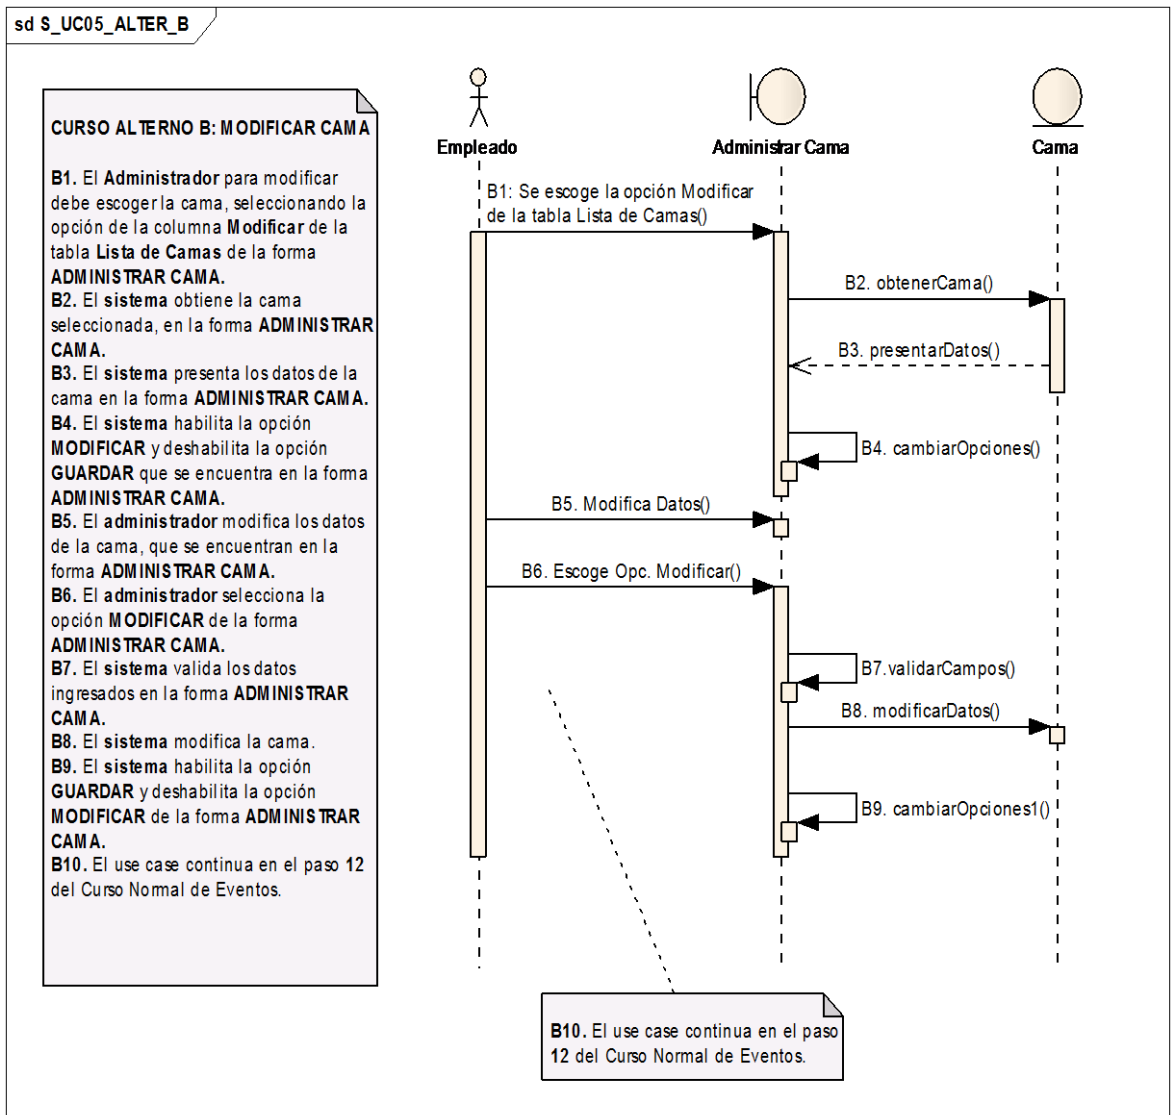 sd S_UC05_ALTER_B
CURSO ALTERNO B: MODIFICAR CAMA
B1. El Administrador para modificar
debe escoger la cama, seleccionando la
opción de la columna Modificar de la
tabla Lista de Camas de la forma
ADMINISTRAR CAMA.
B2. El sistema obtiene la cama
seleccionada, en la forma ADMINISTRAR
CAMA.
B3. El sistema presenta los datos de la
cama en la forma ADMINISTRAR CAMA.
B4. El sistema habilita la opción
MODIFICAR y deshabilita la opción
GUARDAR que se encuentra en la forma
ADMINISTRAR CAMA.
B5. El administrador modifica los datos
de la cama, que se encuentran en la
forma ADMINISTRAR CAMA.
B6. El administrador selecciona la
opción MODIFICAR de la forma
ADMINISTRAR CAMA.
B7. El sistema valida los datos
ingresados en la forma ADMINISTRAR
CAMA.
B8. El sistema modifica la cama.
B9. El sistema habilita la opción
GUARDAR y deshabilita la opción
MODIFICAR de la forma ADMINISTRAR
CAMA.
B10. El use case continua en el paso 12
del Curso Normal de Eventos.
Empleado
Administrar Cama
Cama
B1: Se escoge la opción Modificar
de la tabla Lista de Camas()
B2. obtenerCama()
B3. presentarDatos()
B4. cambiarOpciones()
B5. Modifica Datos()
B6. Escoge Opc. Modificar()
B7.validarCampos()
B8. modificarDatos()
B9. cambiarOpciones1()
B10. El use case continua en el paso
12 del Curso Normal de Eventos.